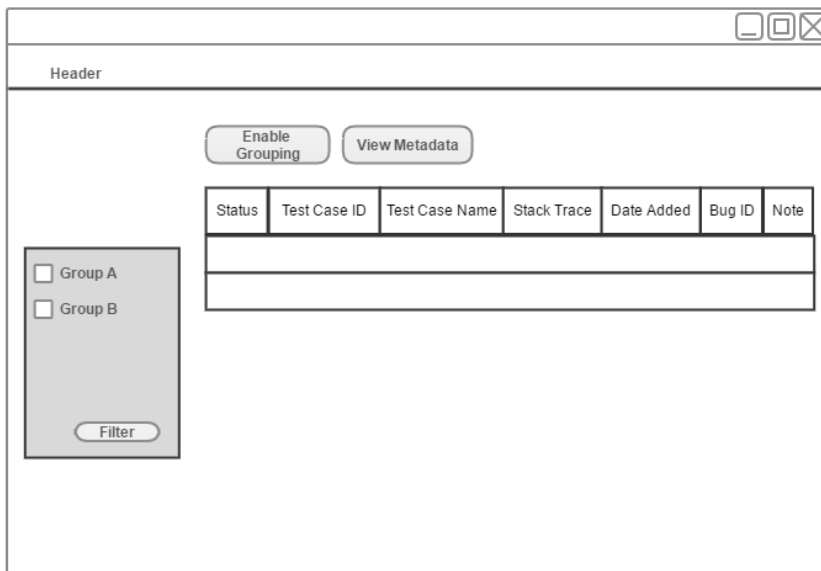 Header
Enable
Grouping
View Metadata
Status Test Case ID Test Case Name Stack Trace Date Added Bug ID Note
Group A
Group B
Filter